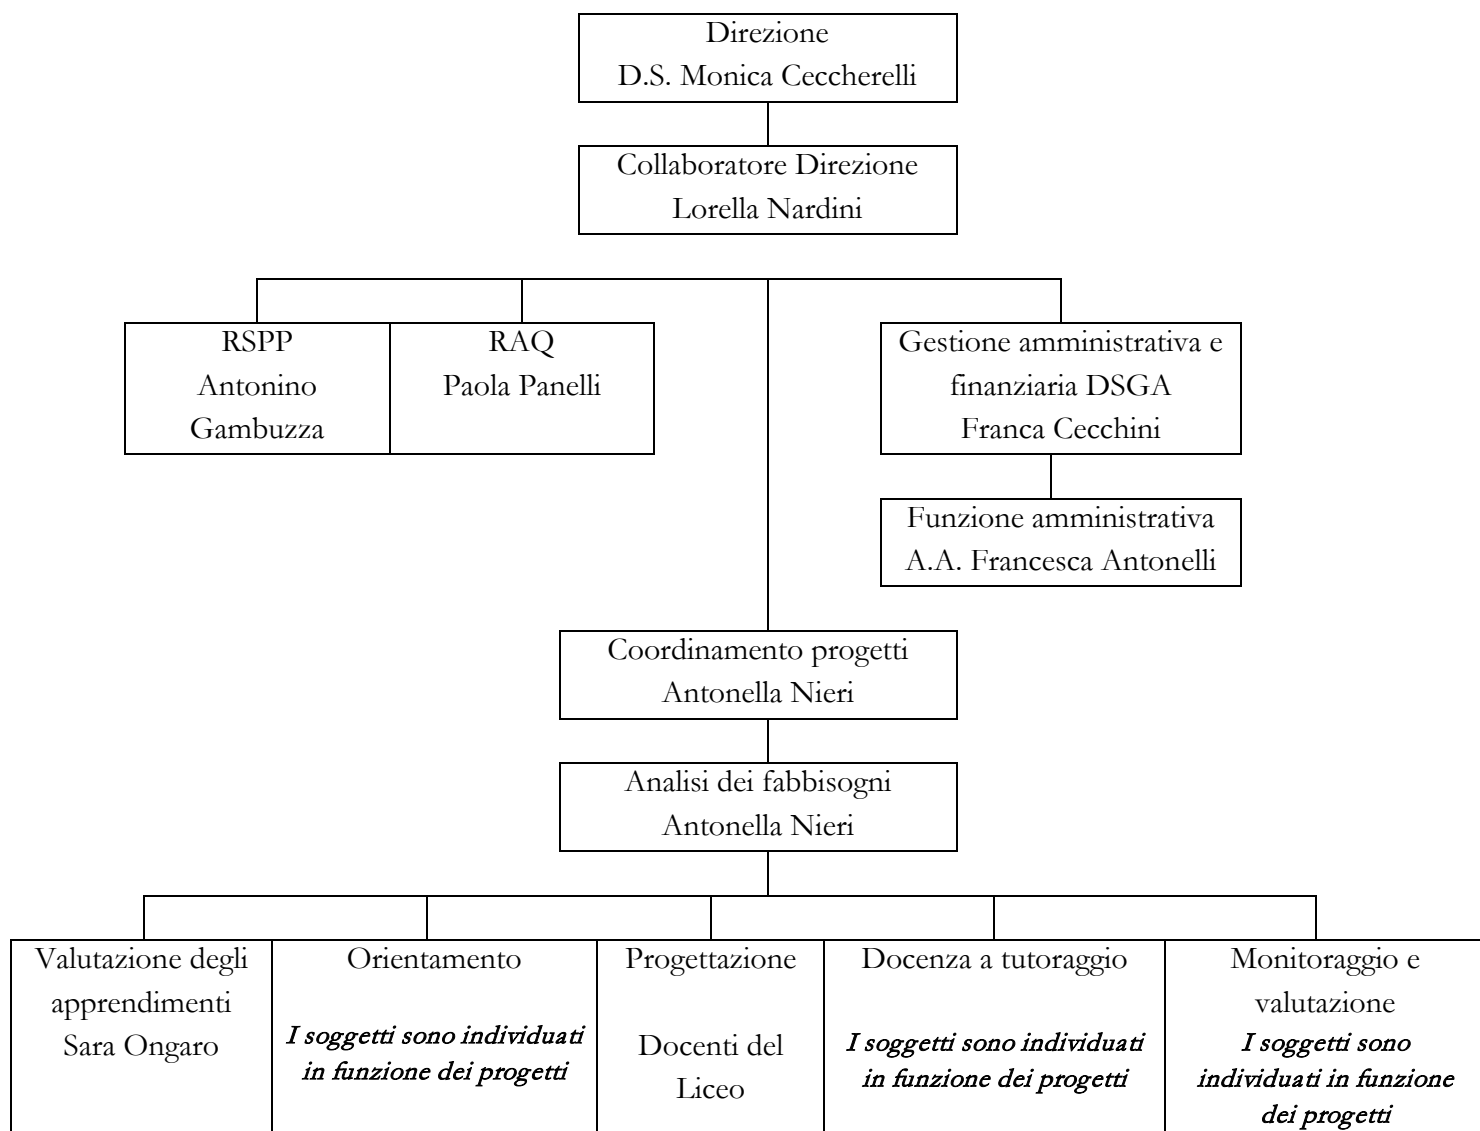 Direzione
D.S. Monica Ceccherelli
Collaboratore Direzione
Lorella Nardini
RSPP
Antonino
Gambuzza
RAQ
Paola Panelli
Gestione amministrativa e
finanziaria DSGA
Franca Cecchini
Funzione amministrativa
A.A. Francesca Antonelli
Coordinamento progetti
Antonella Nieri
Analisi dei fabbisogni
Antonella Nieri
Valutazione degli
apprendimenti
Sara Ongaro
Orientamento
I soggetti sono individuati
in funzione dei progetti
Progettazione
Docenti del
Liceo
Docenza a tutoraggio
I soggetti sono individuati
in funzione dei progetti
Monitoraggio e
valutazione
I soggetti sono
individuati in funzione
dei progetti